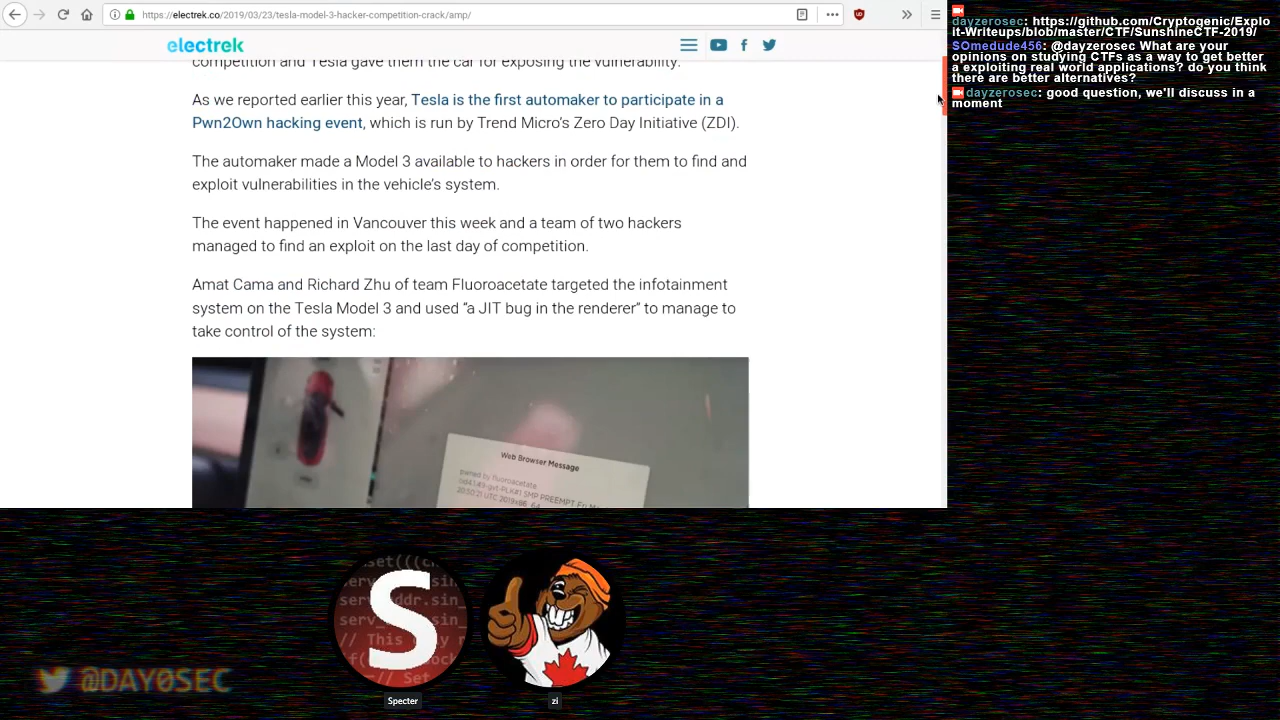 https://electrek.co/2019/03/23/tesla-model-3-hacker-competition-crack/amp/
electrek
competition and Tesla gave them the car for exposing the vulnerability.
As we reported earlier this year, Tesla is the first automaker to participate in a
Pwn2Own hacking event, which is run by Trend Micro's Zero Day Initiative (ZDI).
The automaker made a Model 3 available to hackers in order for them to find and
exploit vulnerabilities in the vehicle's system.
The event happened in Vancouver this week and a team of two hackers
managed to find an exploit on the last day of competition.
Amat Cama and Richard Zhu of team Fluoroacetate targeted the infotainment
system on the Tesla Model 3 and used “a JIT bug in the renderer” to manage to
take control of the system:
Web Browser Message
owned by fluoroacetate
dayzerosec: https://github.com/Cryptogenic/Explo
it-Writeups/blob/master/CTF/SunshineCTF-2019/
SOmedude456: @dayzerosec What are your
opinions on studying CTFs as a way to get better
a exploiting real world applications? do you think
there are better alternatives?
dayzerosec: good question, we'll discuss in a
moment
S
Specter
zi
@DAY0SEC